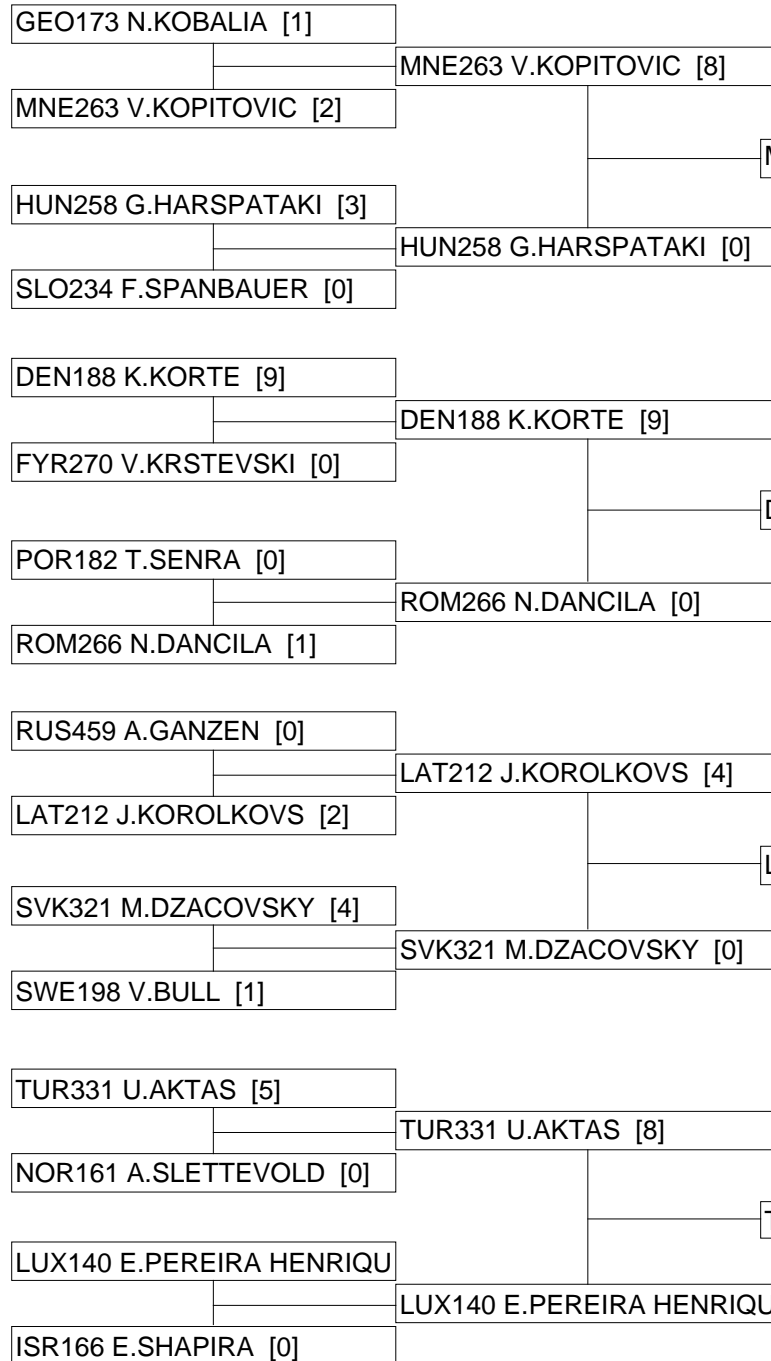 GEO173 N.KOBALIA [1]
MNE263 V.KOPITOVIC [8]
MNE263 V.KOPITOVIC [2]
HUN258 G.HARSPATAKI [3]
HUN258 G.HARSPATAKI [0]
SLO234 F.SPANBAUER [0]
DEN188 K.KORTE [9]
DEN188 K.KORTE [9]
FYR270 V.KRSTEVSKI [0]
POR182 T.SENRA [0]
ROM266 N.DANCILA [0]
ROM266 N.DANCILA [1]
RUS459 A.GANZEN [0]
LAT212 J.KOROLKOVS [4]
LAT212 J.KOROLKOVS [2]
SVK321 M.DZACOVSKY [4]
SVK321 M.DZACOVSKY [0]
SWE198 V.BULL [1]
TUR331 U.AKTAS [5]
TUR331 U.AKTAS [8]
NOR161 A.SLETTEVOLD [0]
LUX140 E.PEREIRA HENRIQU
LUX140 E.PEREIRA HENRIQU
ISR166 E.SHAPIRA [0]